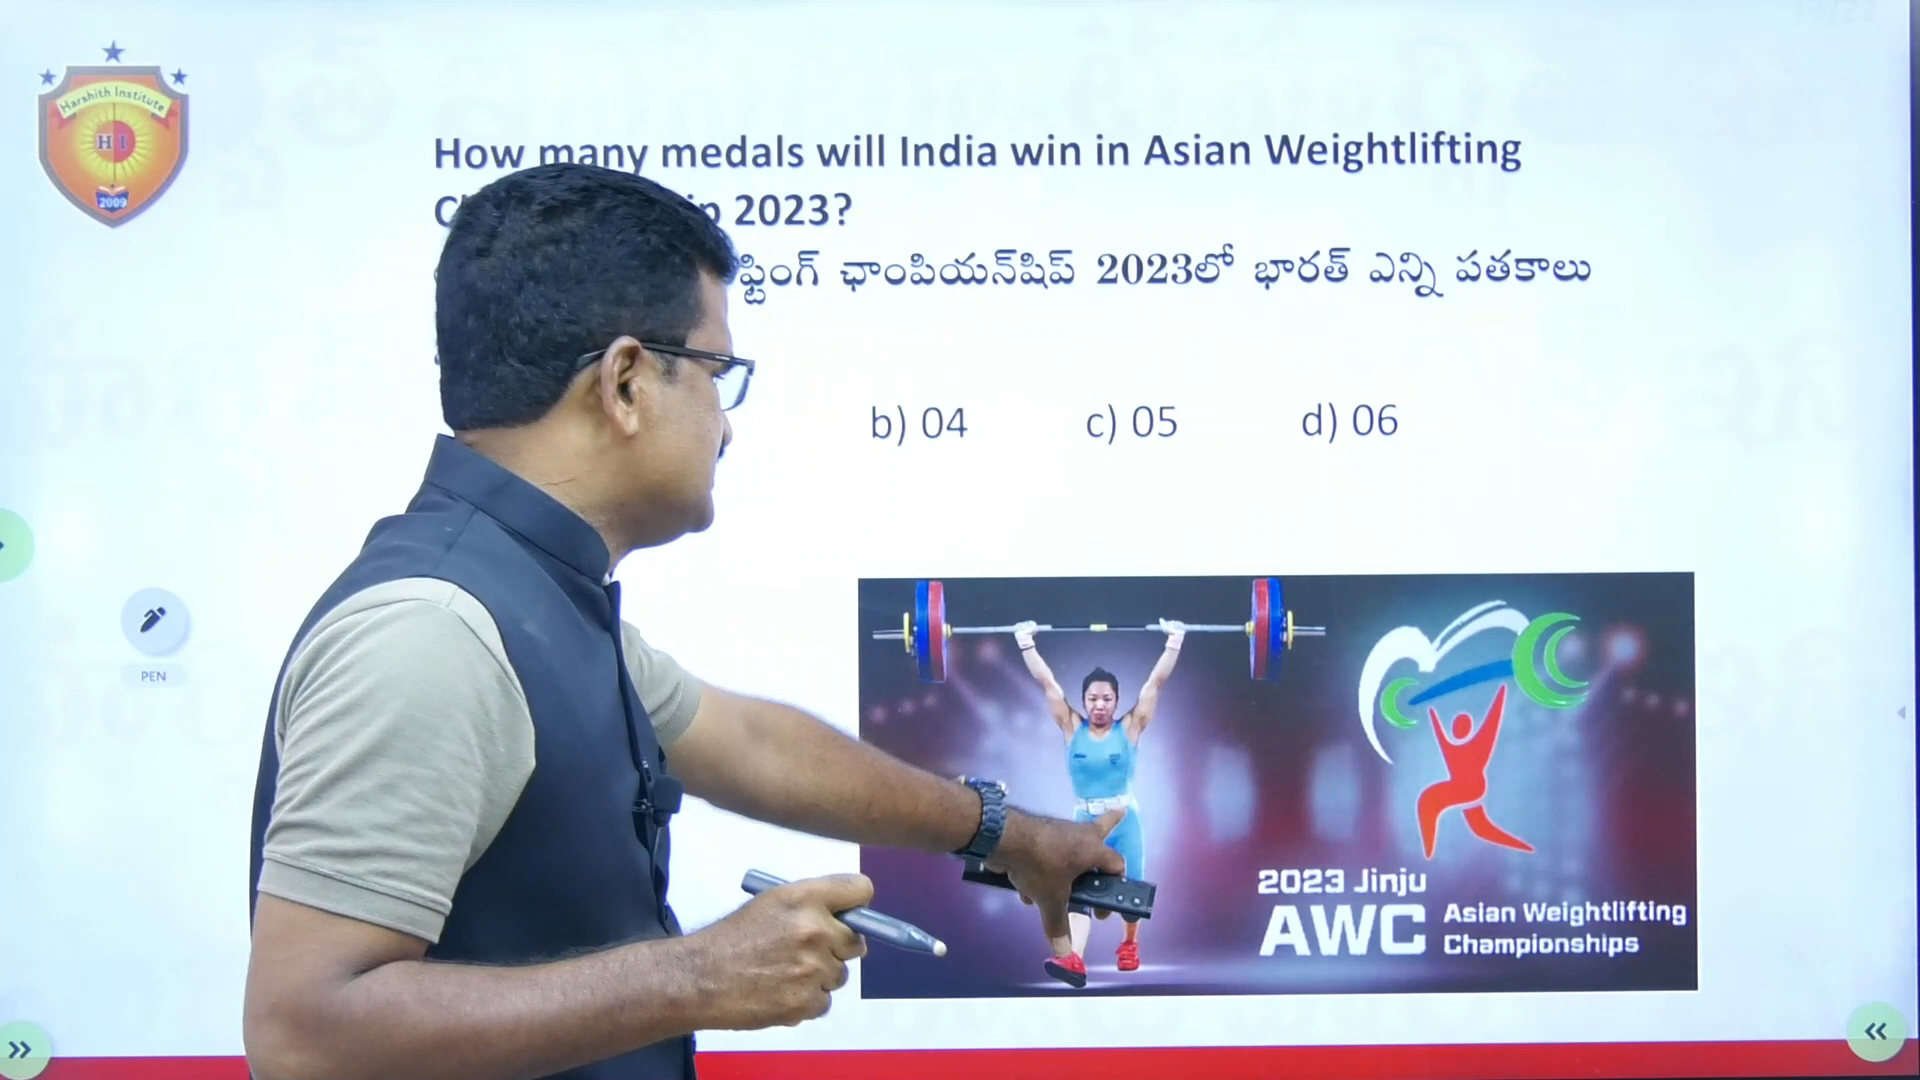 Harshith Institute
H I
2009
How many medals will India win in Asian Weightlifting
2023?
ఛాంపియన్‌షిప్ 2023లో భారత్ ఎన్ని పతకాలు
b) 04 c) 05 d) 06
PEN
2023 Jinju
AWC Asian Weightlifting
Championships